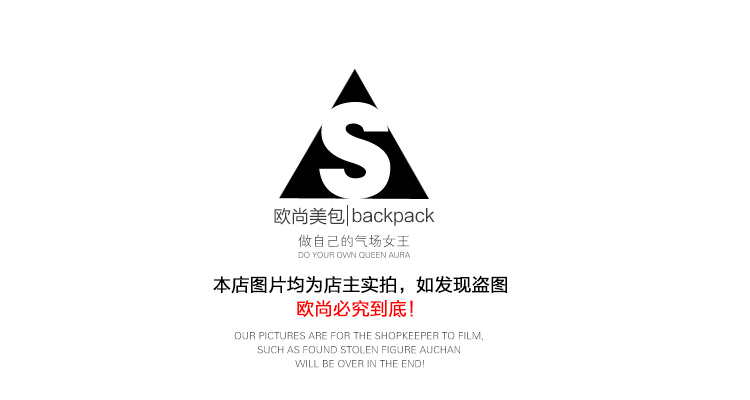 S
欧尚美包|backpack
做自己的气场女王
DO YOUR OWN QUEEN AURA
本店图片均为店主实拍，如发现盗图
欧尚必究到底！
OUR PICTURES ARE FOR THE SHOPKEEPER TO FILM,
SUCH AS FOUND STOLEN FIGURE AUCHAN
WILL BE OVER IN THE END!